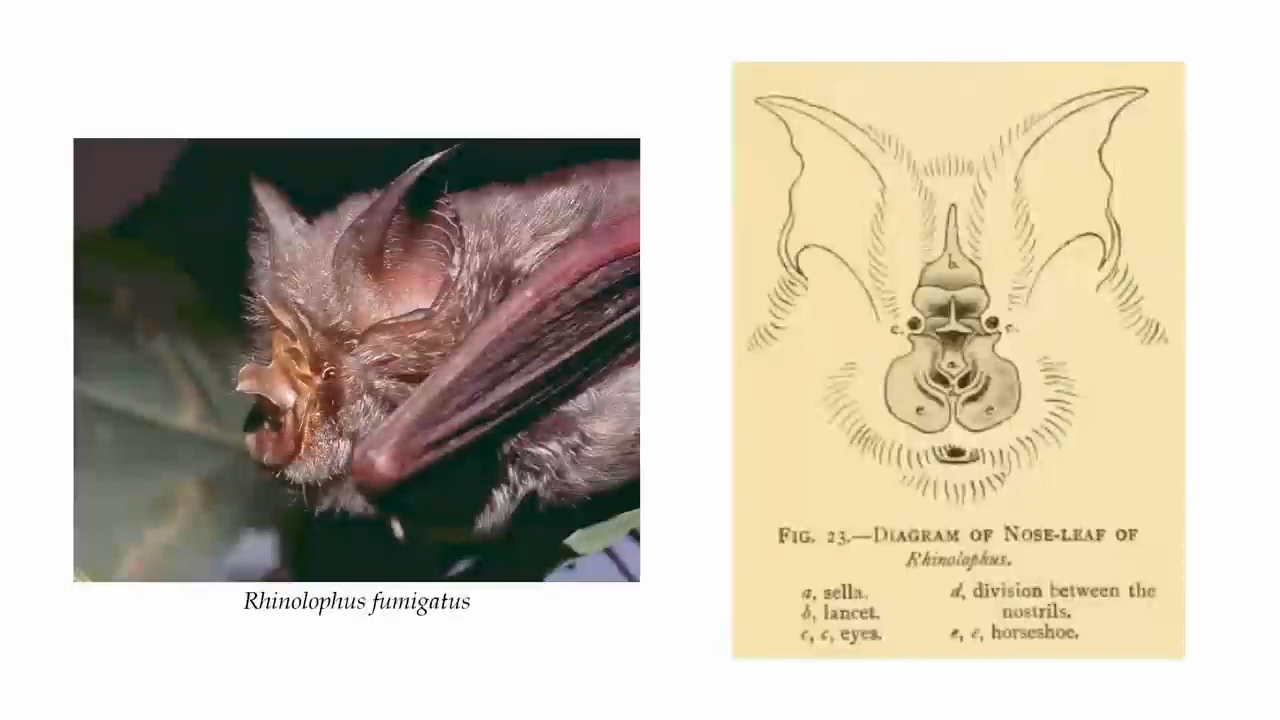 Rhinolophus fumigatus
b
c.
c.
a
e
e
FIG. 23.—DIAGRAM OF NOSE-LEAF OF
Rhinolophus.
a, sella. d, division between the
b, lancet. nostrils.
c, c, eyes. e, e, horseshoe.